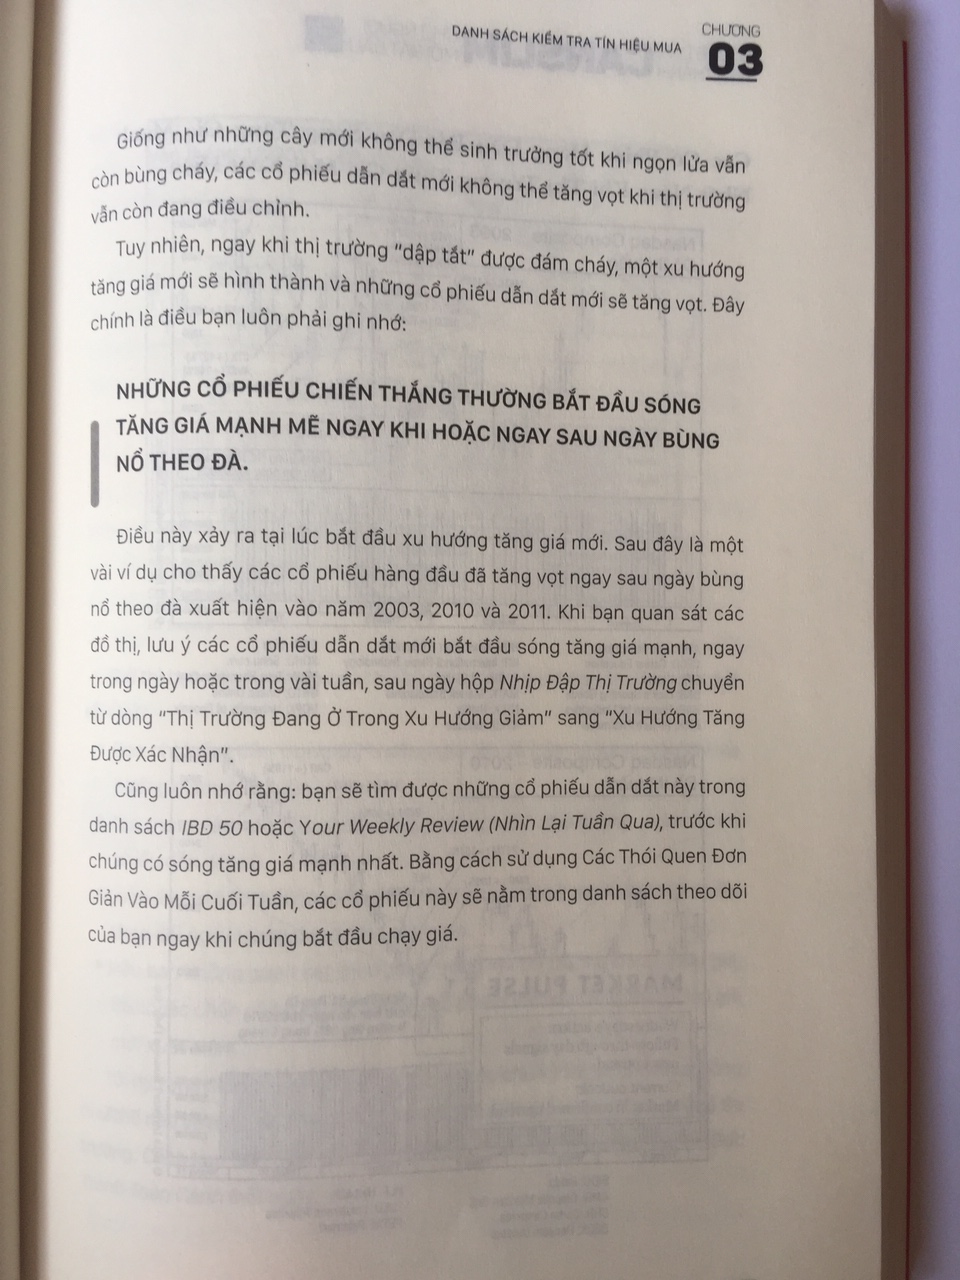 DANH SÁCH KIỂM TRA TÍN HIỆU MUA
CHƯƠNG
03
Giống như những cây mới không thể sinh trưởng tốt khi ngọn lửa vẫn
còn bùng cháy, các cổ phiếu dẫn dắt mới không thể tăng vọt khi thị trường
vẫn còn đang điều chỉnh.
Tuy nhiên, ngay khi thị trường “dập tắt” được đám cháy, một xu hướng
tăng giá mới sẽ hình thành và những cổ phiếu dẫn dắt mới sẽ tăng vọt. Đây
chính là điều bạn luôn phải ghi nhớ:
NHỮNG CỔ PHIẾU CHIẾN THẮNG THƯỜNG BẮT ĐẦU SÓNG
TĂNG GIÁ MẠNH MẼ NGAY KHI HOẶC NGAY SAU NGÀY BÙNG
NỔ THEO ĐÀ.
Điều này xảy ra tại lúc bắt đầu xu hướng tăng giá mới. Sau đây là một
vài ví dụ cho thấy các cổ phiếu hàng đầu đã tăng vọt ngay sau ngày bùng
nổ theo đà xuất hiện vào năm 2003, 2010 và 2011. Khi bạn quan sát các
đồ thị, lưu ý các cổ phiếu dẫn dắt mới bắt đầu sóng tăng giá mạnh, ngay
trong ngày hoặc trong vài tuần, sau ngày hộp Nhịp Đập Thị Trường chuyển
từ dòng “Thị Trường Đang Ở Trong Xu Hướng Giảm” sang “Xu Hướng Tăng
Được Xác Nhận”.
Cũng luôn nhớ rằng: bạn sẽ tìm được những cổ phiếu dẫn dắt này trong
danh sách IBD 50 hoặc Your Weekly Review (Nhìn Lại Tuần Qua), trước khi
chúng có sóng tăng giá mạnh nhất. Bằng cách sử dụng Các Thói Quen Đơn
Giản Vào Mỗi Cuối Tuần, các cổ phiếu này sẽ nằm trong danh sách theo dõi
của bạn ngay khi chúng bắt đầu chạy giá.